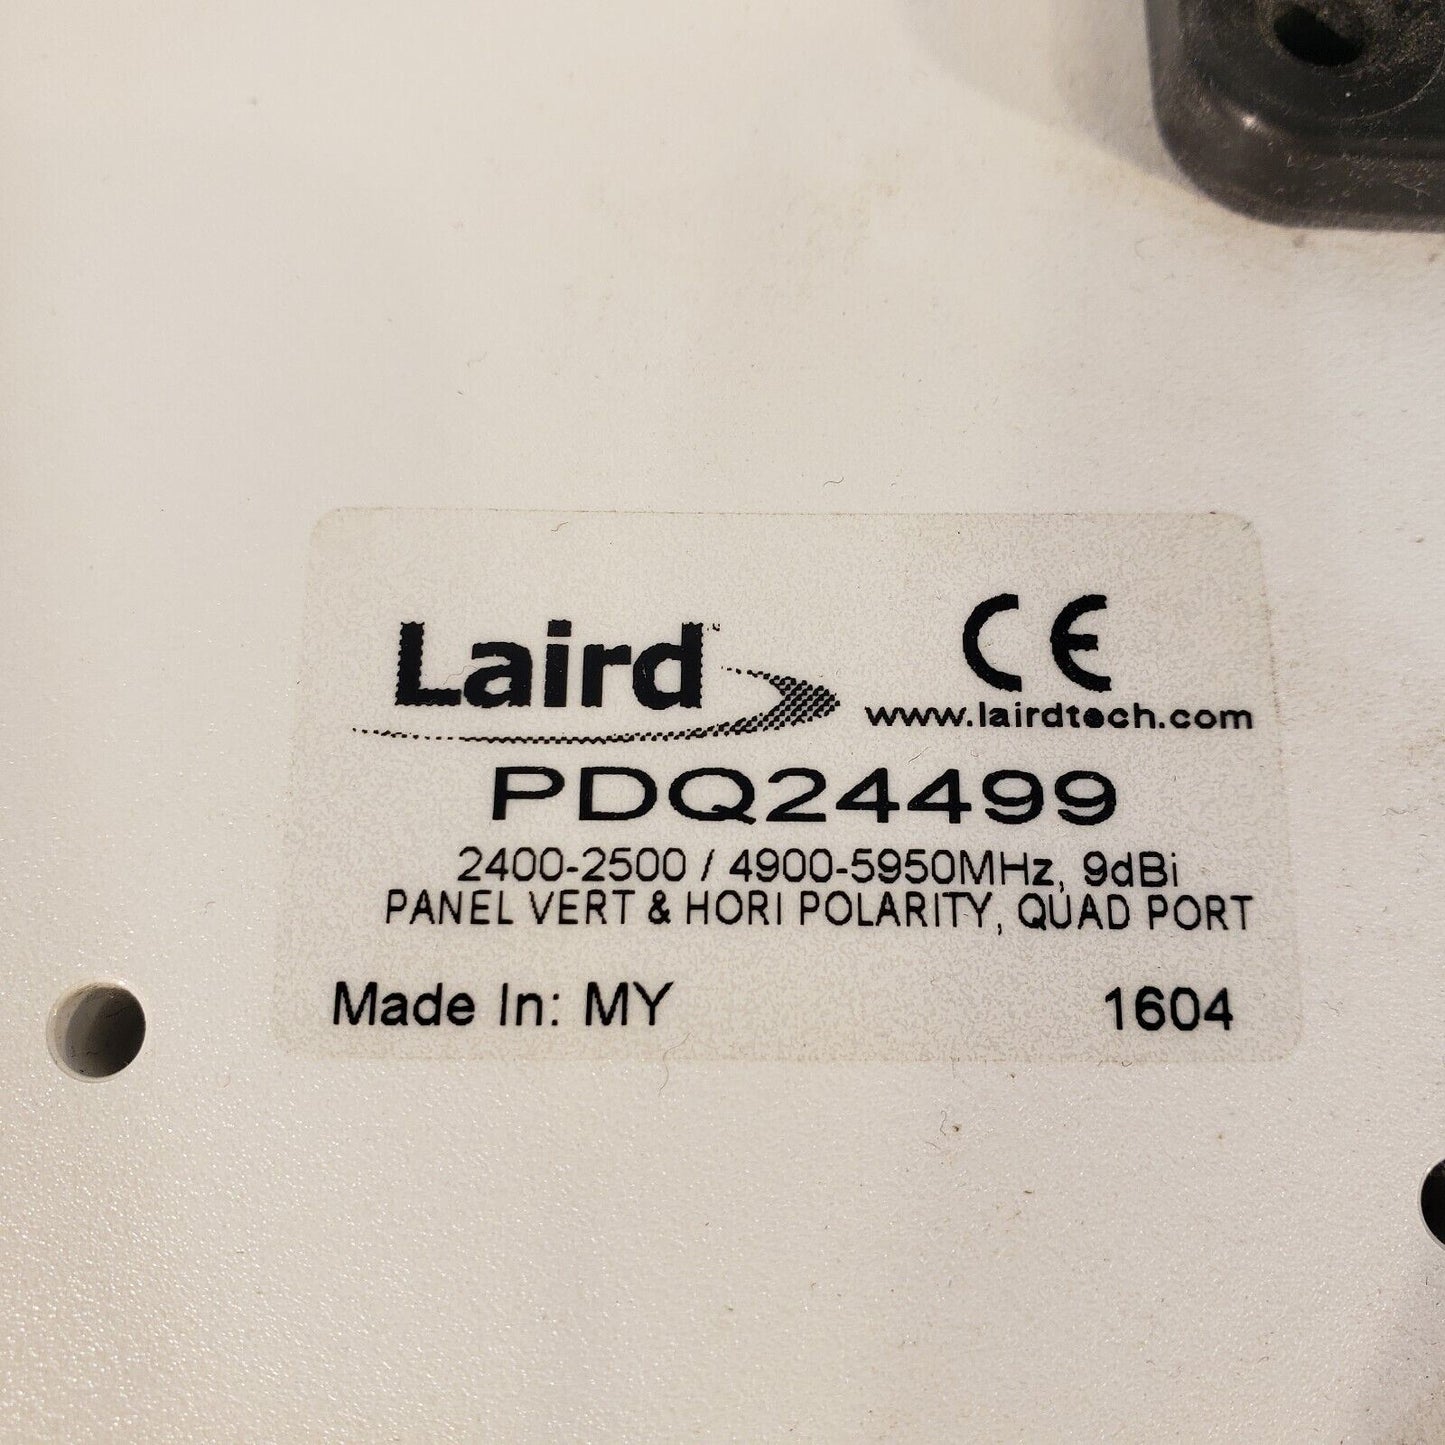 Laird™
CE
www.lairdtech.com
PDQ24499
2400-2500 / 4900-5950MHz, 9dBi
PANEL VERT & HORI POLARITY, QUAD PORT
Made In: MY 1604